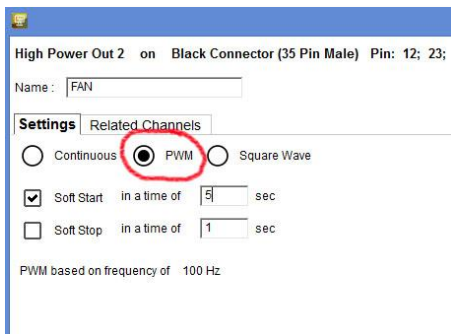 High Power Out 2 on Black Connector (35 Pin Male) Pin: 12; 23;
Name : FAN
Settings Related Channels
Continuous PWM Square Wave
Soft Start in a time of 5 sec
Soft Stop in a time of 1 sec
PWM based on frequency of 100 Hz